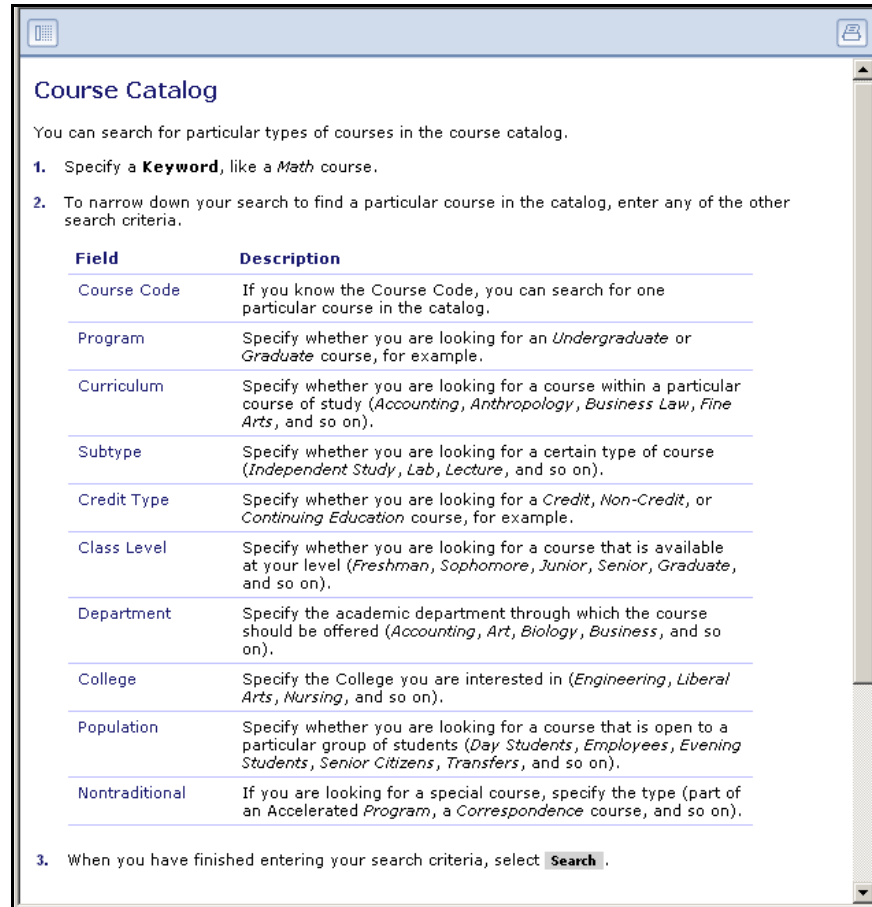 Course Catalog
You can search for particular types of courses in the course catalog.
1. Specify a Keyword, like a Math course.
2. To narrow down your search to find a particular course in the catalog, enter any of the other
search criteria.
Field Description
Course Code If you know the Course Code, you can search for one
particular course in the catalog.
Program Specify whether you are looking for an Undergraduate or
Graduate course, for example.
Curriculum Specify whether you are looking for a course within a particular
course of study (Accounting, Anthropology, Business Law, Fine
Arts, and so on).
Subtype Specify whether you are looking for a certain type of course
(Independent Study, Lab, Lecture, and so on).
Credit Type Specify whether you are looking for a Credit, Non-Credit, or
Continuing Education course, for example.
Class Level Specify whether you are looking for a course that is available
at your level (Freshman, Sophomore, Junior, Senior, Graduate,
and so on).
Department Specify the academic department through which the course
should be offered (Accounting, Art, Biology, Business, and so
on).
College Specify the College you are interested in (Engineering, Liberal
Arts, Nursing, and so on).
Population Specify whether you are looking for a course that is open to a
particular group of students (Day Students, Employees, Evening
Students, Senior Citizens, Transfers, and so on).
Nontraditional If you are looking for a special course, specify the type (part of
an Accelerated Program, a Correspondence course, and so on).
3. When you have finished entering your search criteria, select Search .